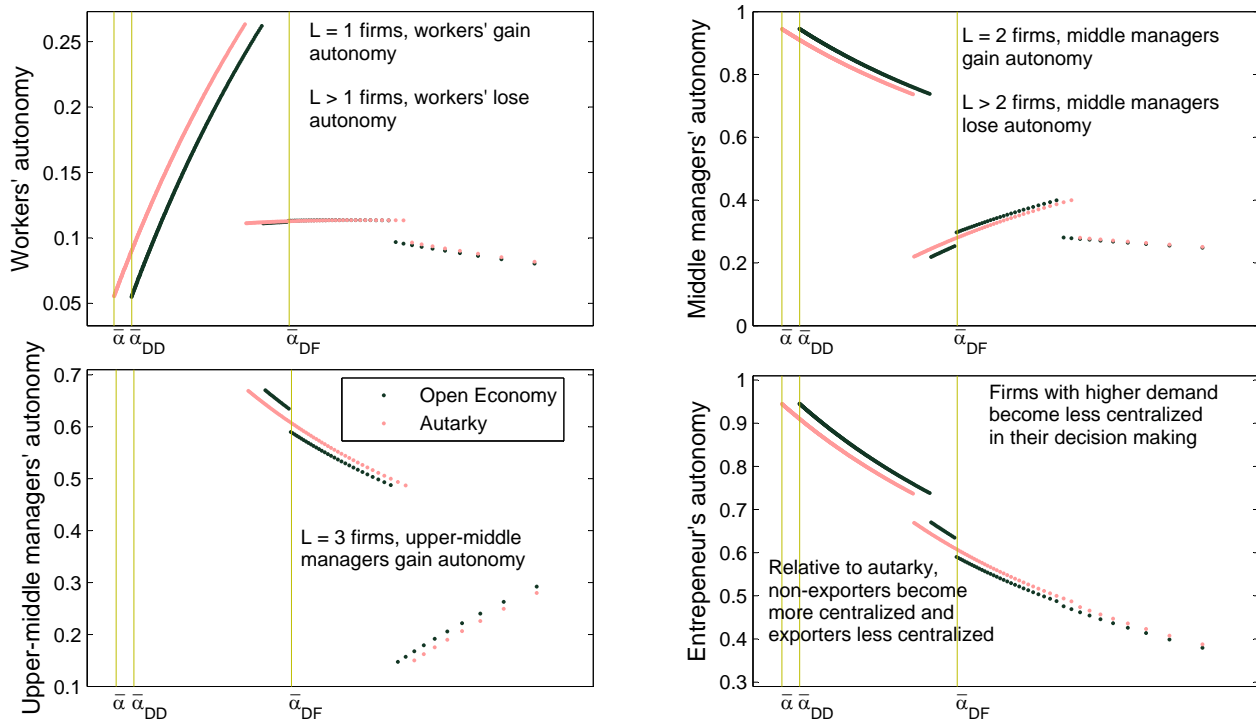 Workers' autonomy
0.25
0.2
0.15
0.1
0.05
L = 1 firms, workers' gain
autonomy
L > 1 firms, workers' lose
autonomy
ᾱ
ᾱDD
ᾱDF
Middle managers' autonomy
1
0.8
0.6
0.4
0.2
0
L = 2 firms, middle managers
gain autonomy
L > 2 firms, middle managers
lose autonomy
ᾱ
ᾱDD
ᾱDF
Upper-middle managers' autonomy
0.7
0.6
0.5
0.4
0.3
0.2
0.1
Open Economy
Autarky
L = 3 firms, upper-middle
managers gain autonomy
ᾱ
ᾱDD
ᾱDF
Entrepeneur's autonomy
1
0.9
0.8
0.7
0.6
0.5
0.4
0.3
Firms with higher demand
become less centralized
in their decision making
Relative to autarky,
non-exporters become
more centralized and
exporters less centralized
ᾱ
ᾱDD
ᾱDF